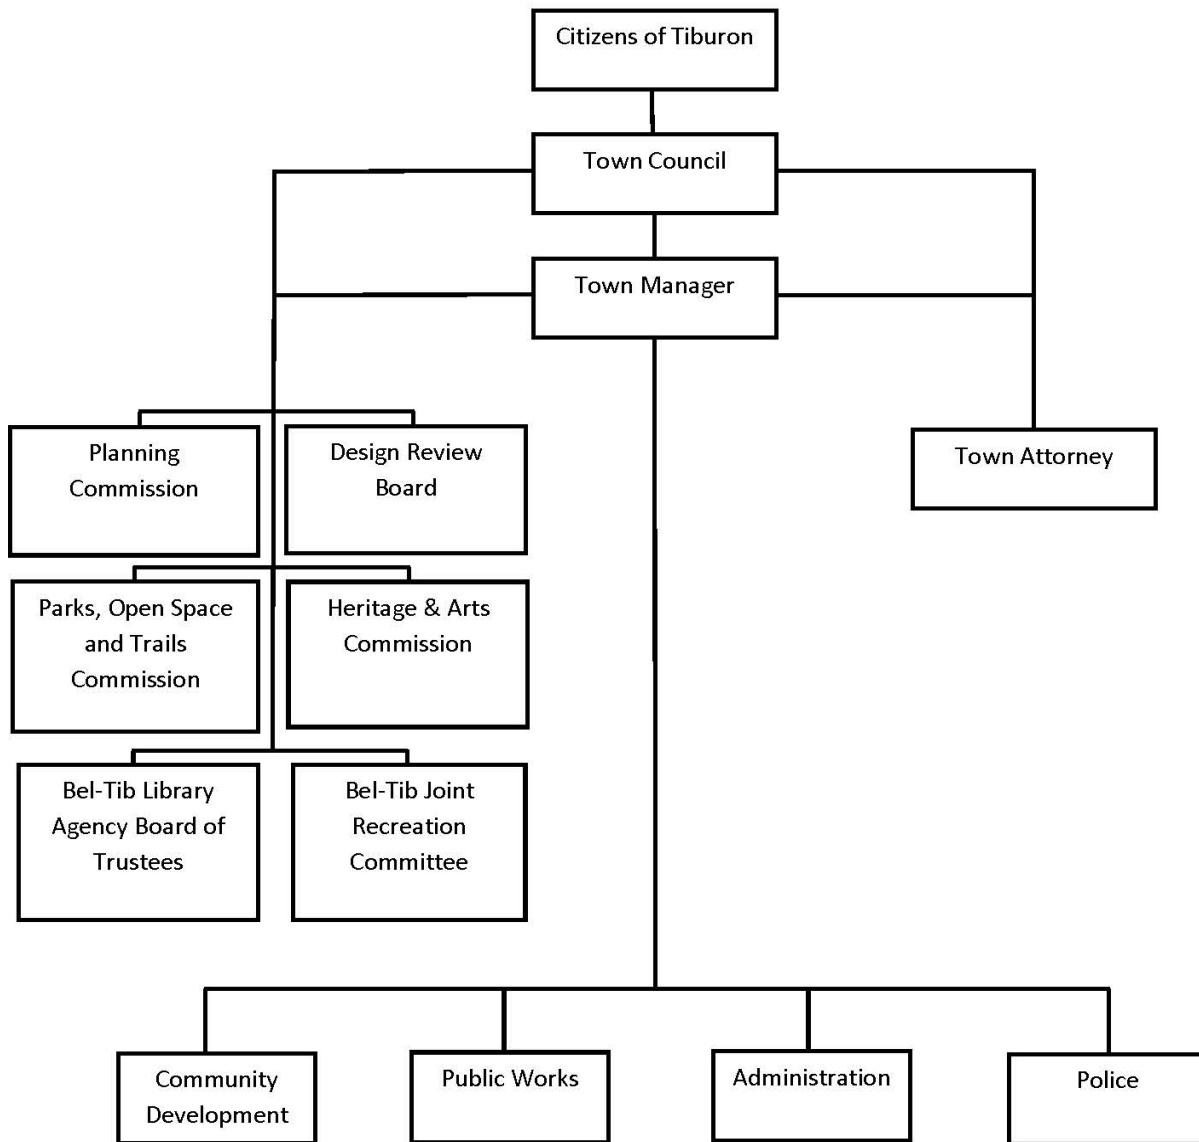 Citizens of Tiburon
Town Council
Town Manager
Planning
Commission
Design Review
Board
Town Attorney
Parks, Open Space
and Trails
Commission
Heritage & Arts
Commission
Bel-Tib Library
Agency Board of
Trustees
Bel-Tib Joint
Recreation
Committee
Community
Development
Public Works
Administration
Police